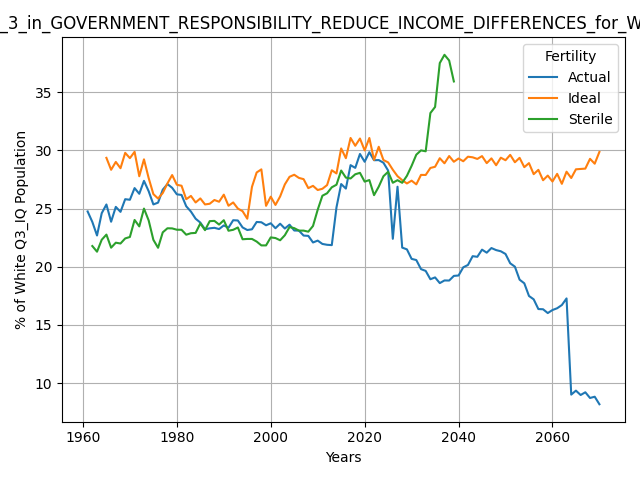 _3_in_GOVERNMENT_RESPONSIBILITY_REDUCE_INCOME_DIFFERENCES_for_W
Fertility
Actual
Ideal
Sterile
% of White Q3_IQ Population
35
30
25
20
15
10
1960
1980
2000
2020
2040
2060
Years